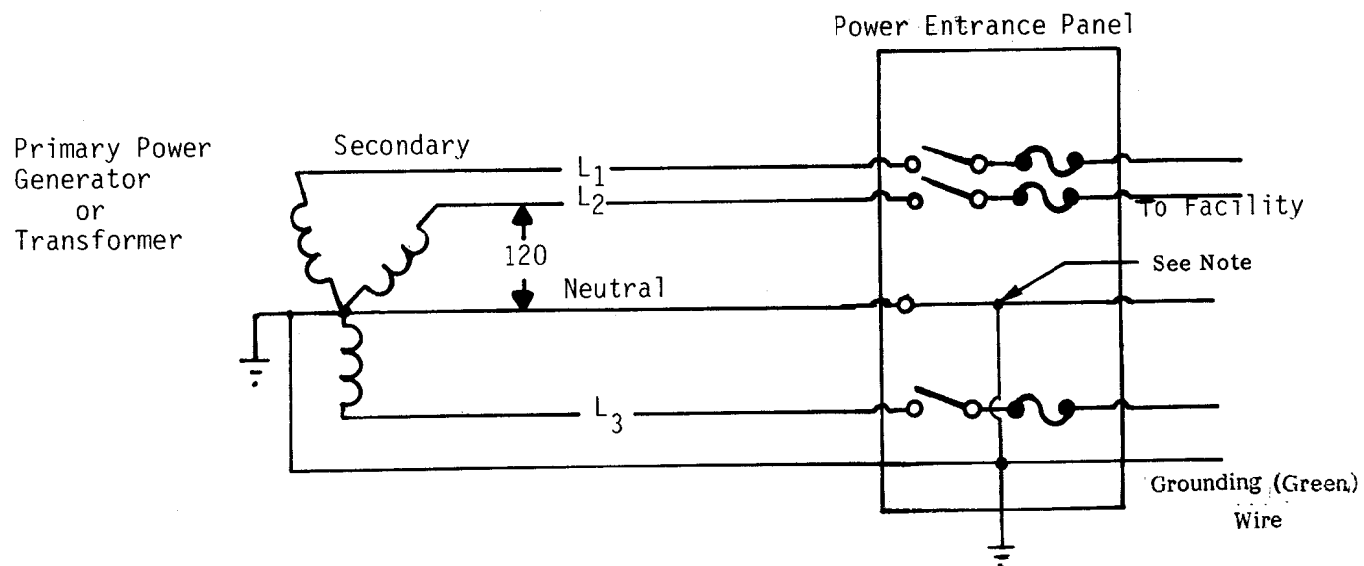 Power Entrance Panel
Primary Power
Generator
or
Transformer
Secondary
L1
L2
To Facility
120
See Note
Neutral
L3
Grounding (Green)
Wire